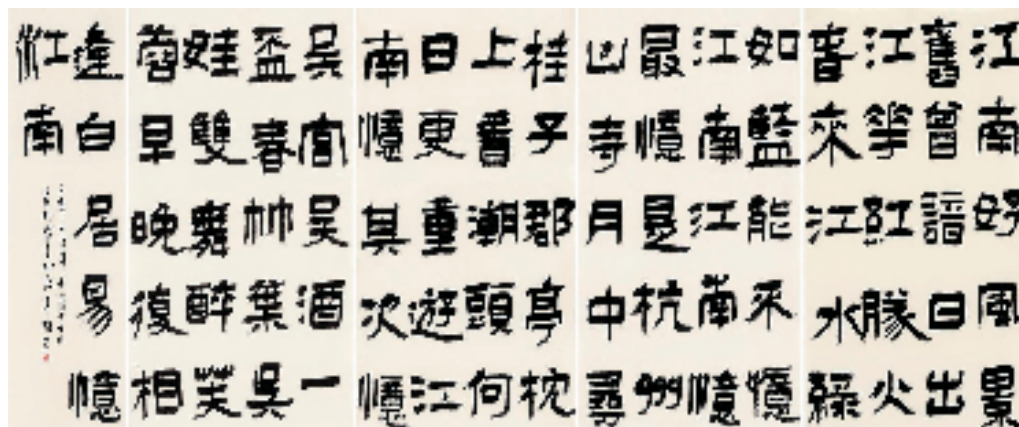 江南好風景
舊曾諳日出
江花紅勝火
春來江水綠
如藍能不憶
江南江南憶
最憶是杭州
山寺月中尋
桂子郡亭枕
上看潮頭何
日更重遊江
南憶其次憶
吳宮吳酒一
盃春竹葉吳
娃雙舞醉芙
蓉早晚復相
逢白居易憶
江南